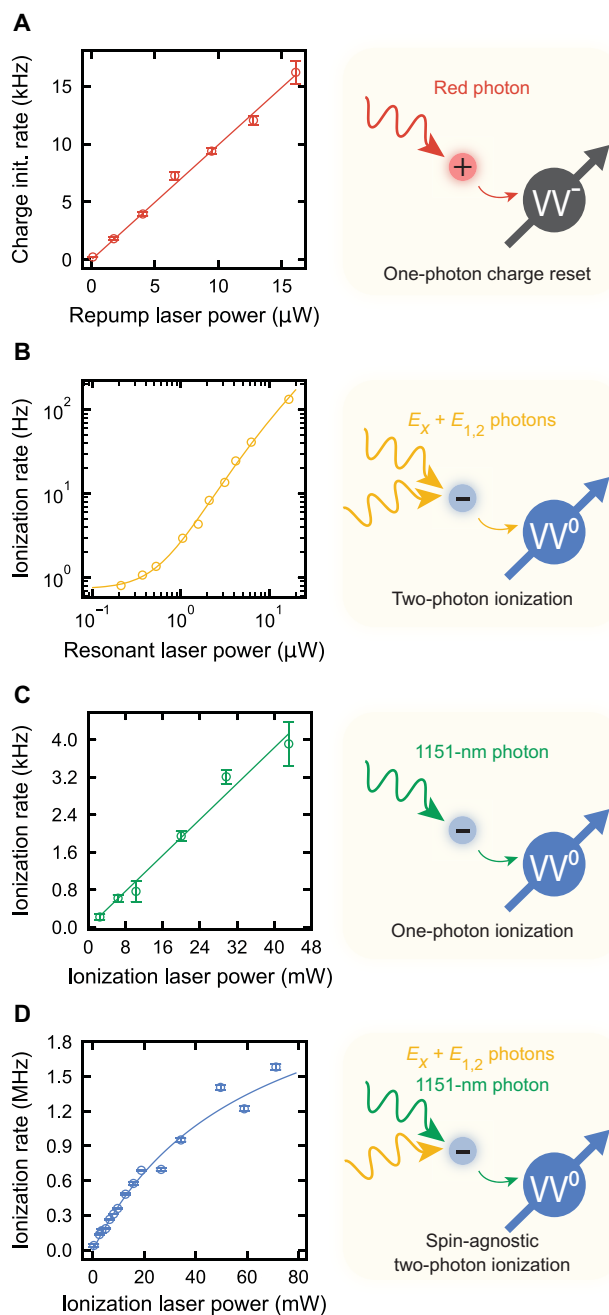 A
Charge init. rate (kHz)
15
10
5
0
0 5 10 15
Repump laser power (μW)
Red photon
+
VV⁻
One-photon charge reset
B
Ionization rate (Hz)
10²
10¹
10⁰
10⁻¹ 10⁰ 10¹
Resonant laser power (μW)
Eₓ + E₁,₂ photons
-
VV⁰
Two-photon ionization
C
Ionization rate (kHz)
4.0
3.2
2.4
1.6
0.8
0.0
0 8 16 24 32 40 48
Ionization laser power (mW)
1151-nm photon
-
VV⁰
One-photon ionization
D
Ionization rate (MHz)
1.8
1.5
1.2
0.9
0.6
0.3
0.0
0 20 40 60 80
Ionization laser power (mW)
Eₓ + E₁,₂ photons
1151-nm photon
-
VV⁰
Spin-agnostic
two-photon ionization